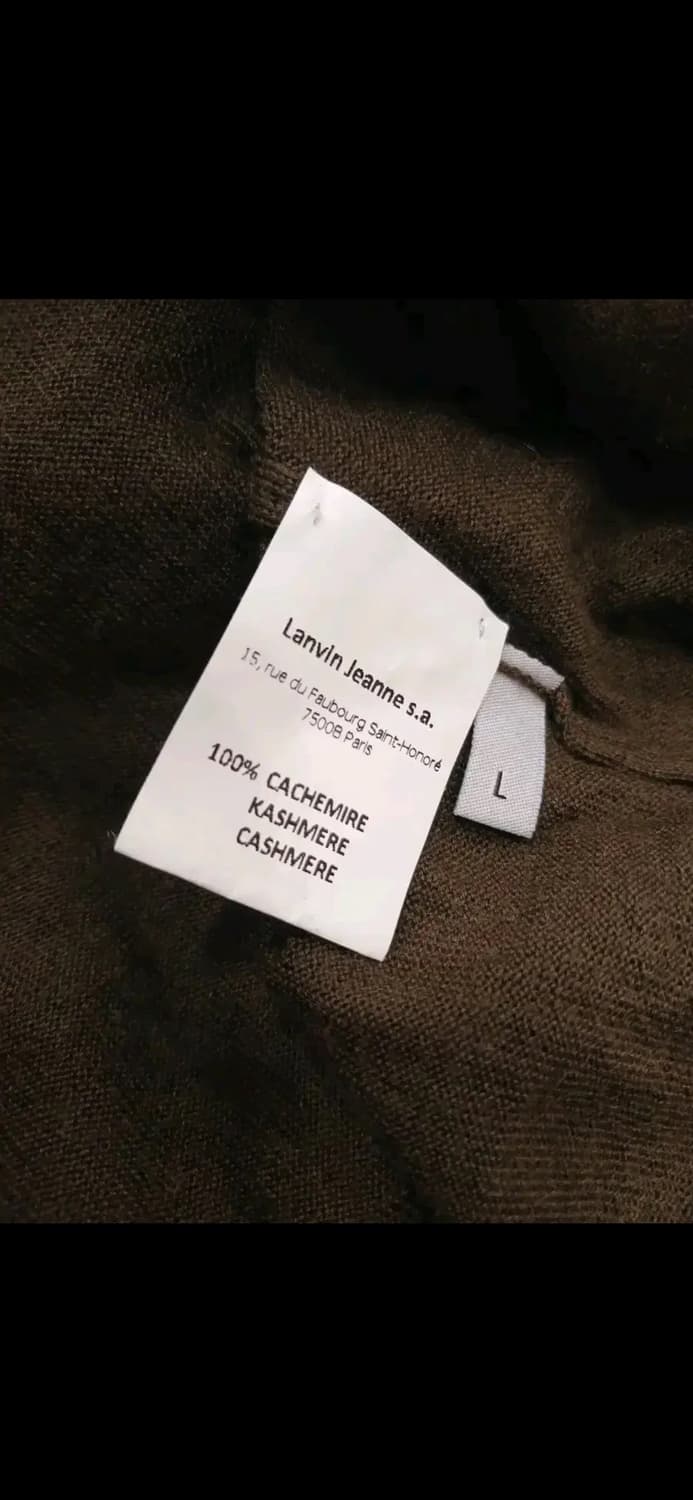 Lanvin Jeanne s.a.
15, rue du Faubourg Saint-Honoré
75008 Paris
100% CACHEMIRE
KASHMERE
CASHMERE
L